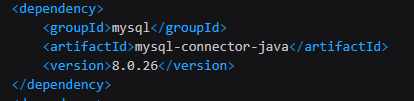 <dependency>
<groupId>mysql</groupId>
<artifactId>mysql-connector-java</artifactId>
<version>8.0.26</version>
</dependency>